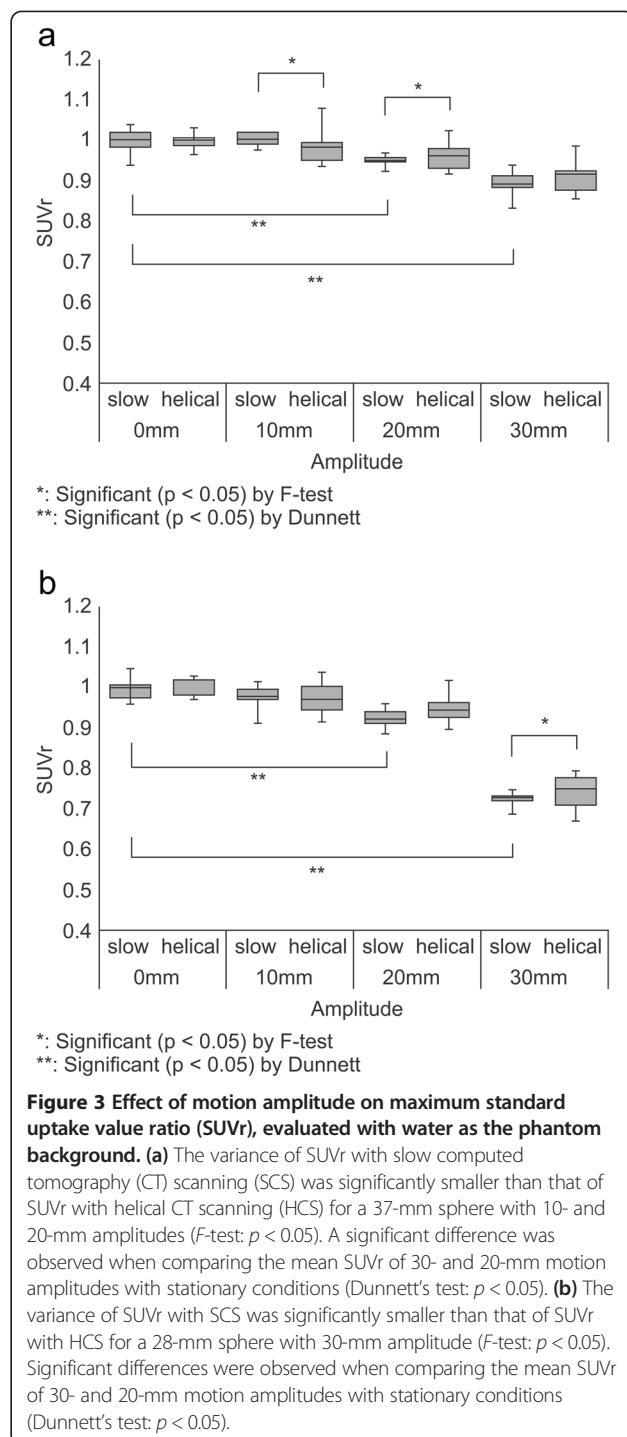 a
1.2
*
*
1.1
1
0.9
SUVr
0.8
**
0.7
**
0.6
0.5
0.4
slow helical slow helical slow helical slow helical
0mm 10mm 20mm 30mm
Amplitude
*: Significant (p < 0.05) by F-test
**: Significant (p < 0.05) by Dunnett
b
1.2
1.1
1
0.9
*
SUVr
0.8
**
0.7
0.6
**
0.5
0.4
slow helical slow helical slow helical slow helical
0mm 10mm 20mm 30mm
Amplitude
*: Significant (p < 0.05) by F-test
**: Significant (p < 0.05) by Dunnett
Figure 3 Effect of motion amplitude on maximum standard
uptake value ratio (SUVr), evaluated with water as the phantom
background. (a) The variance of SUVr with slow computed
tomography (CT) scanning (SCS) was significantly smaller than that of
SUVr with helical CT scanning (HCS) for a 37-mm sphere with 10- and
20-mm amplitudes (F-test: p < 0.05). A significant difference was
observed when comparing the mean SUVr of 30- and 20-mm motion
amplitudes with stationary conditions (Dunnett's test: p < 0.05). (b) The
variance of SUVr with SCS was significantly smaller than that of SUVr
with HCS for a 28-mm sphere with 30-mm amplitude (F-test: p < 0.05).
Significant differences were observed when comparing the mean SUVr
of 30- and 20-mm motion amplitudes with stationary conditions
(Dunnett's test: p < 0.05).